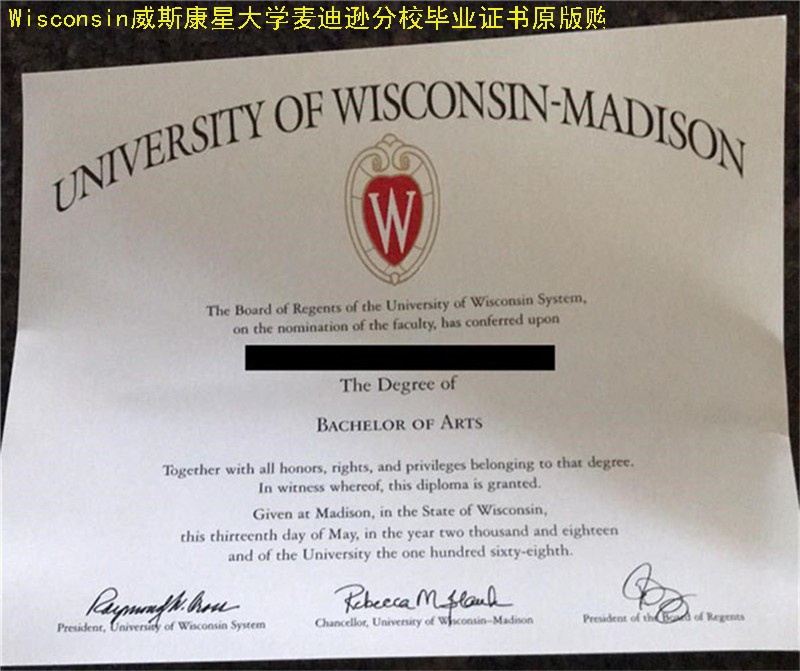 Wisconsin威斯康星大学麦迪逊分校毕业证书原版购
UNIVERSITY OF WISCONSIN-MADISON
W
The Board of Regents of the University of Wisconsin System,
on the nomination of the faculty, has conferred upon
The Degree of
BACHELOR OF ARTS
Together with all honors, rights, and privileges belonging to that degree.
In witness whereof, this diploma is granted.
Given at Madison, in the State of Wisconsin,
this thirteenth day of May, in the year two thousand and eighteen
and of the University the one hundred sixty-eighth.
Raymond W. Cross
Rebecca M Blank
President, University of Wisconsin System
Chancellor, University of Wisconsin-Madison
President of the Board of Regents